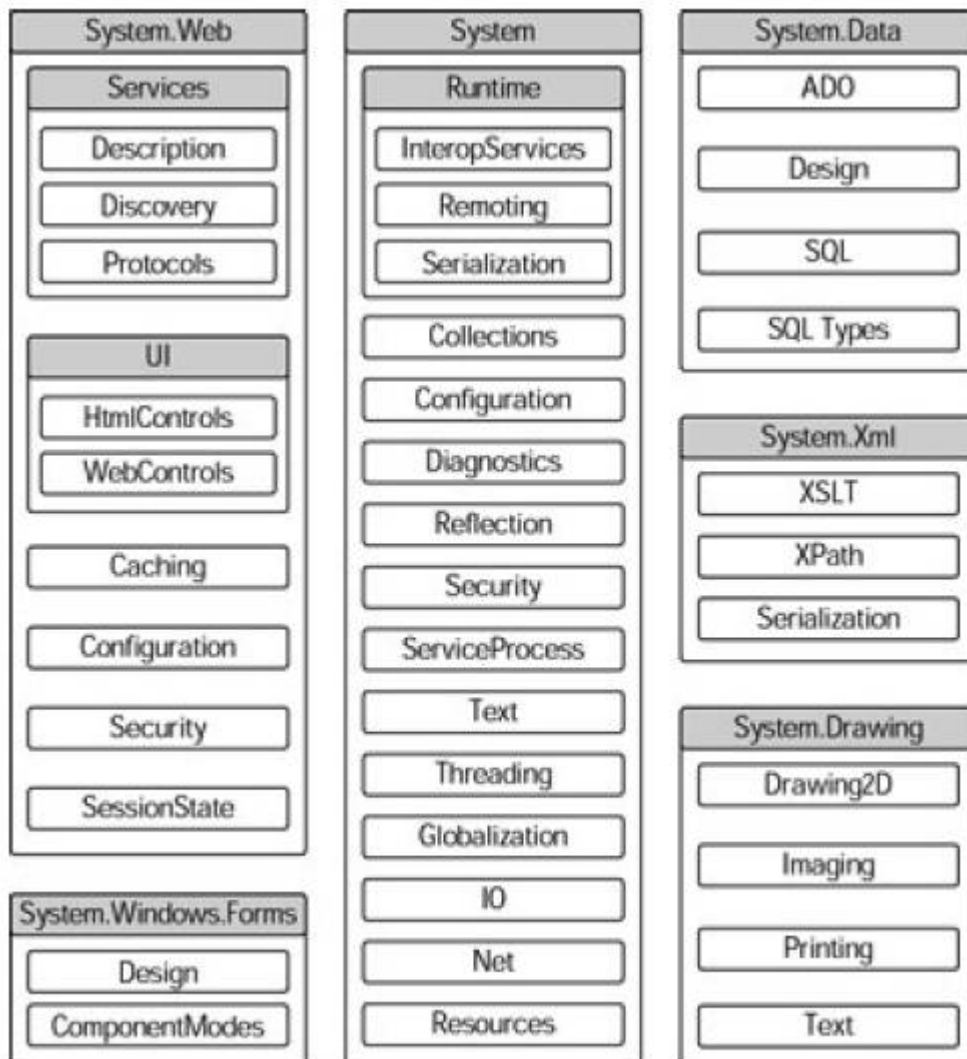 System.Web
Services
Description
Discovery
Protocols
UI
HtmlControls
WebControls
Caching
Configuration
Security
SessionState
System.Windows.Forms
Design
ComponentModes
System
Runtime
InteropServices
Remoting
Serialization
Collections
Configuration
Diagnostics
Reflection
Security
ServiceProcess
Text
Threading
Globalization
IO
Net
Resources
System.Data
ADO
Design
SQL
SQL Types
System.Xml
XSLT
XPath
Serialization
System.Drawing
Drawing2D
Imaging
Printing
Text